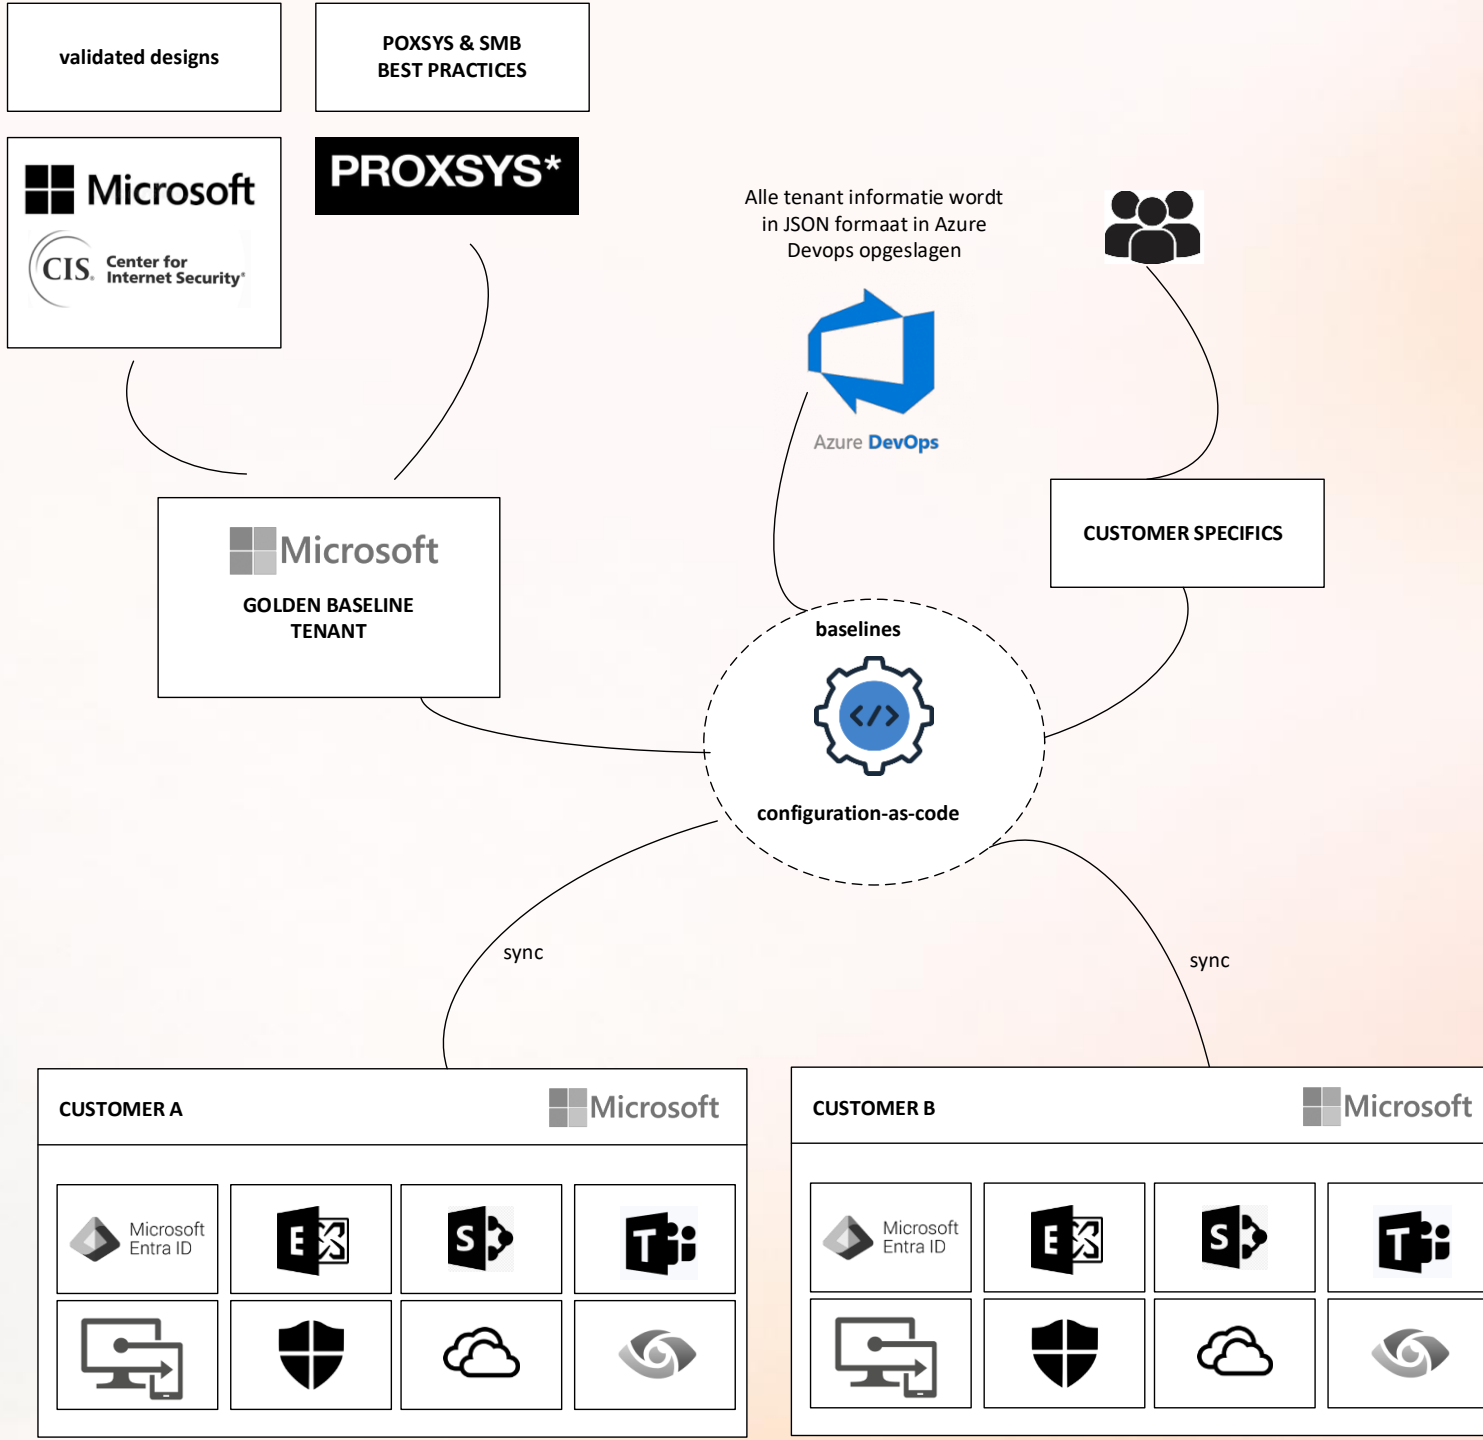 validated designs
POXSYS & SMB
BEST PRACTICES
Microsoft
CIS. Center for
Internet Security®
PROXSYS*
Alle tenant informatie wordt
in JSON formaat in Azure
Devops opgeslagen
Azure DevOps
Microsoft
GOLDEN BASELINE
TENANT
CUSTOMER SPECIFICS
baselines
</>
configuration-as-code
sync
sync
CUSTOMER A
Microsoft
Microsoft
Entra ID
E
S
T
CUSTOMER B
Microsoft
Microsoft
Entra ID
E
S
T